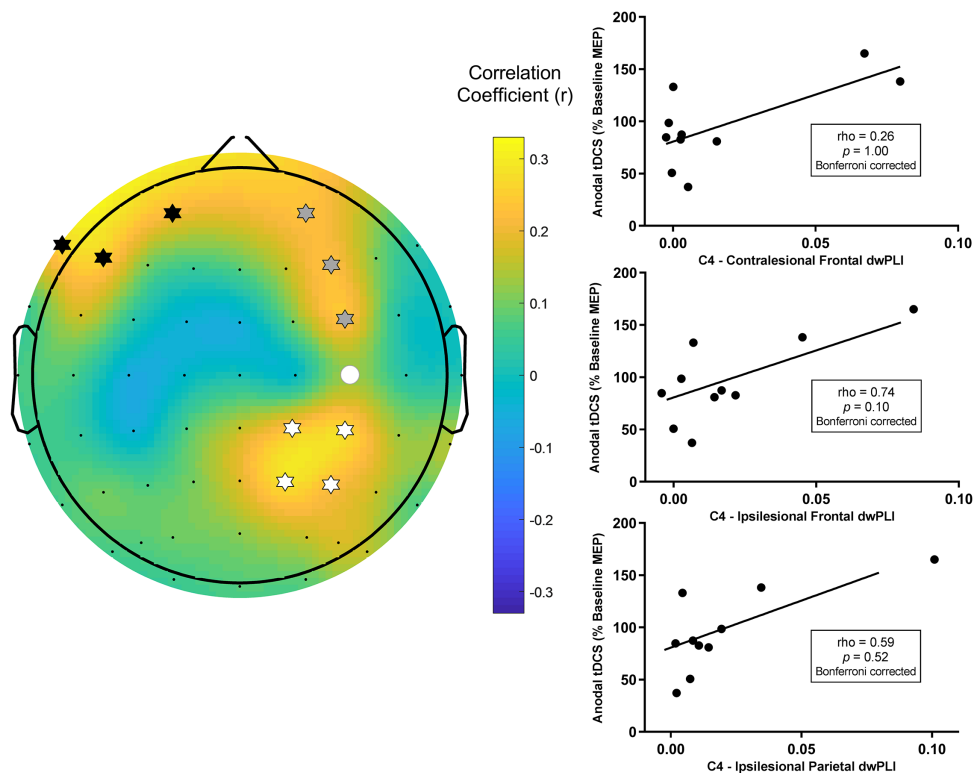 Correlation
Coefficient (r)
0.3
0.2
0.1
0
-0.1
-0.2
-0.3
Anodal tDCS (% Baseline MEP)
200
150
100
50
0
rho = 0.26
p = 1.00
Bonferroni corrected
0.00
0.05
0.10
C4 - Contralesional Frontal dwPLI
Anodal tDCS (% Baseline MEP)
200
150
100
50
0
rho = 0.74
p = 0.10
Bonferroni corrected
0.00
0.05
0.10
C4 - Ipsilesional Frontal dwPLI
Anodal tDCS (% Baseline MEP)
200
150
100
50
0
rho = 0.59
p = 0.52
Bonferroni corrected
0.00
0.05
0.10
C4 - Ipsilesional Parietal dwPLI